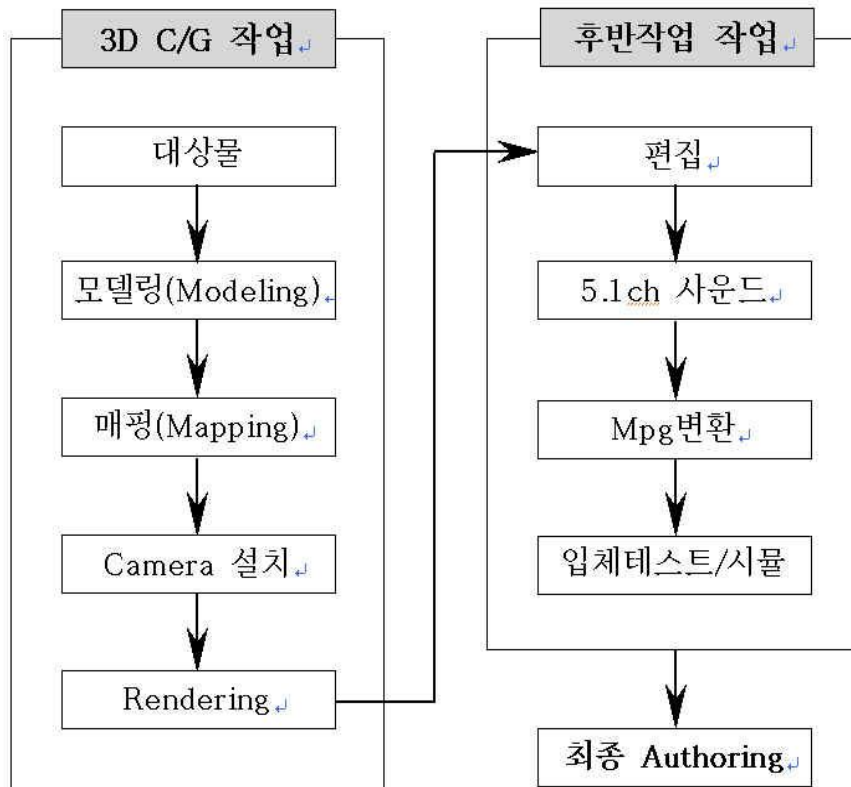 3D C/G 작업
대상물
모델링(Modeling)
매핑(Mapping)
Camera 설치
Rendering
후반작업 작업
편집
5.1ch 사운드
Mpg변환
입체테스트/시뮬
최종 Authoring